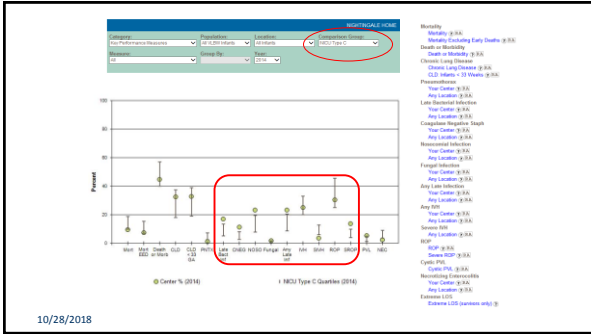 NIGHTINGALE HOME
Category: Population: Location: Comparison Group:
Key Performance Measures All VLBW Infants All Infants NICU Type C
Measure: Group By: Year:
All 2014
100
80
60
40
20
0
Percent
Mort Mort EED Death or Morb CLD CLD < 33 GA PNTX Late Bact Inf CNEG NOSO Fungal Any Late Inf IVH SIVH ROP SROP PVL NEC
Center % (2014) NICU Type C Quartiles (2014)
10/28/2018
Mortality
Mortality
Mortality Excluding Early Deaths
Death or Morbidity
Death or Morbidity
Chronic Lung Disease
Chronic Lung Disease
CLD: Infants < 33 Weeks
Pneumothorax
Your Center
Any Location
Late Bacterial Infection
Your Center
Any Location
Coagulase Negative Staph
Your Center
Any Location
Nosocomial Infection
Your Center
Any Location
Fungal Infection
Your Center
Any Location
Any Late Infection
Your Center
Any Location
Any IVH
Your Center
Any Location
Severe IVH
Any Location
ROP
ROP
Severe ROP
Cystic PVL
Cystic PVL
Necrotizing Enterocolitis
Your Center
Any Location
Extreme LOS
Extreme LOS (survivors only)